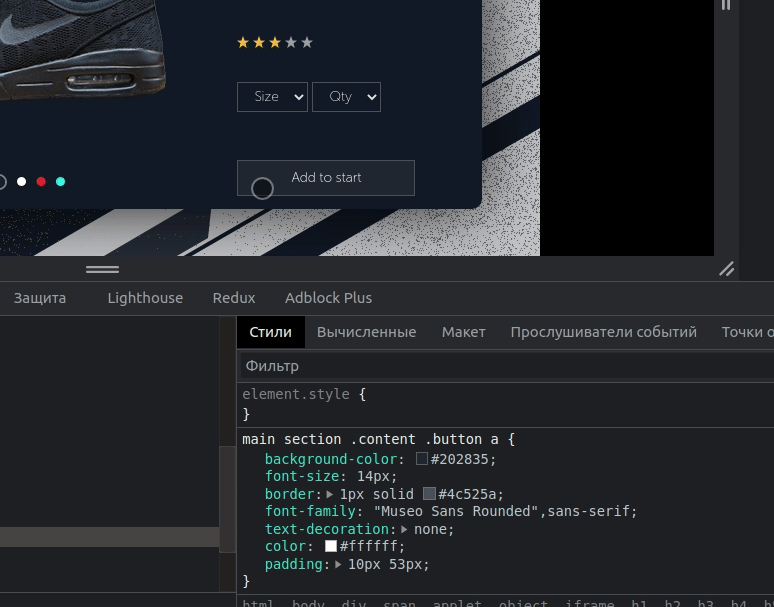 Size Qty
Add to start
Защита Lighthouse Redux Adblock Plus
Стили Вычисленные Макет Прослушиватели событий Точки о
Фильтр
element.style {
}
main section .content .button a {
background-color: #202835;
font-size: 14px;
border: 1px solid #4c525a;
font-family: "Museo Sans Rounded",sans-serif;
text-decoration: none;
color: #ffffff;
padding: 10px 53px;
}
html, body, div, span, applet, object, iframe, h1, h2, h3, h4,